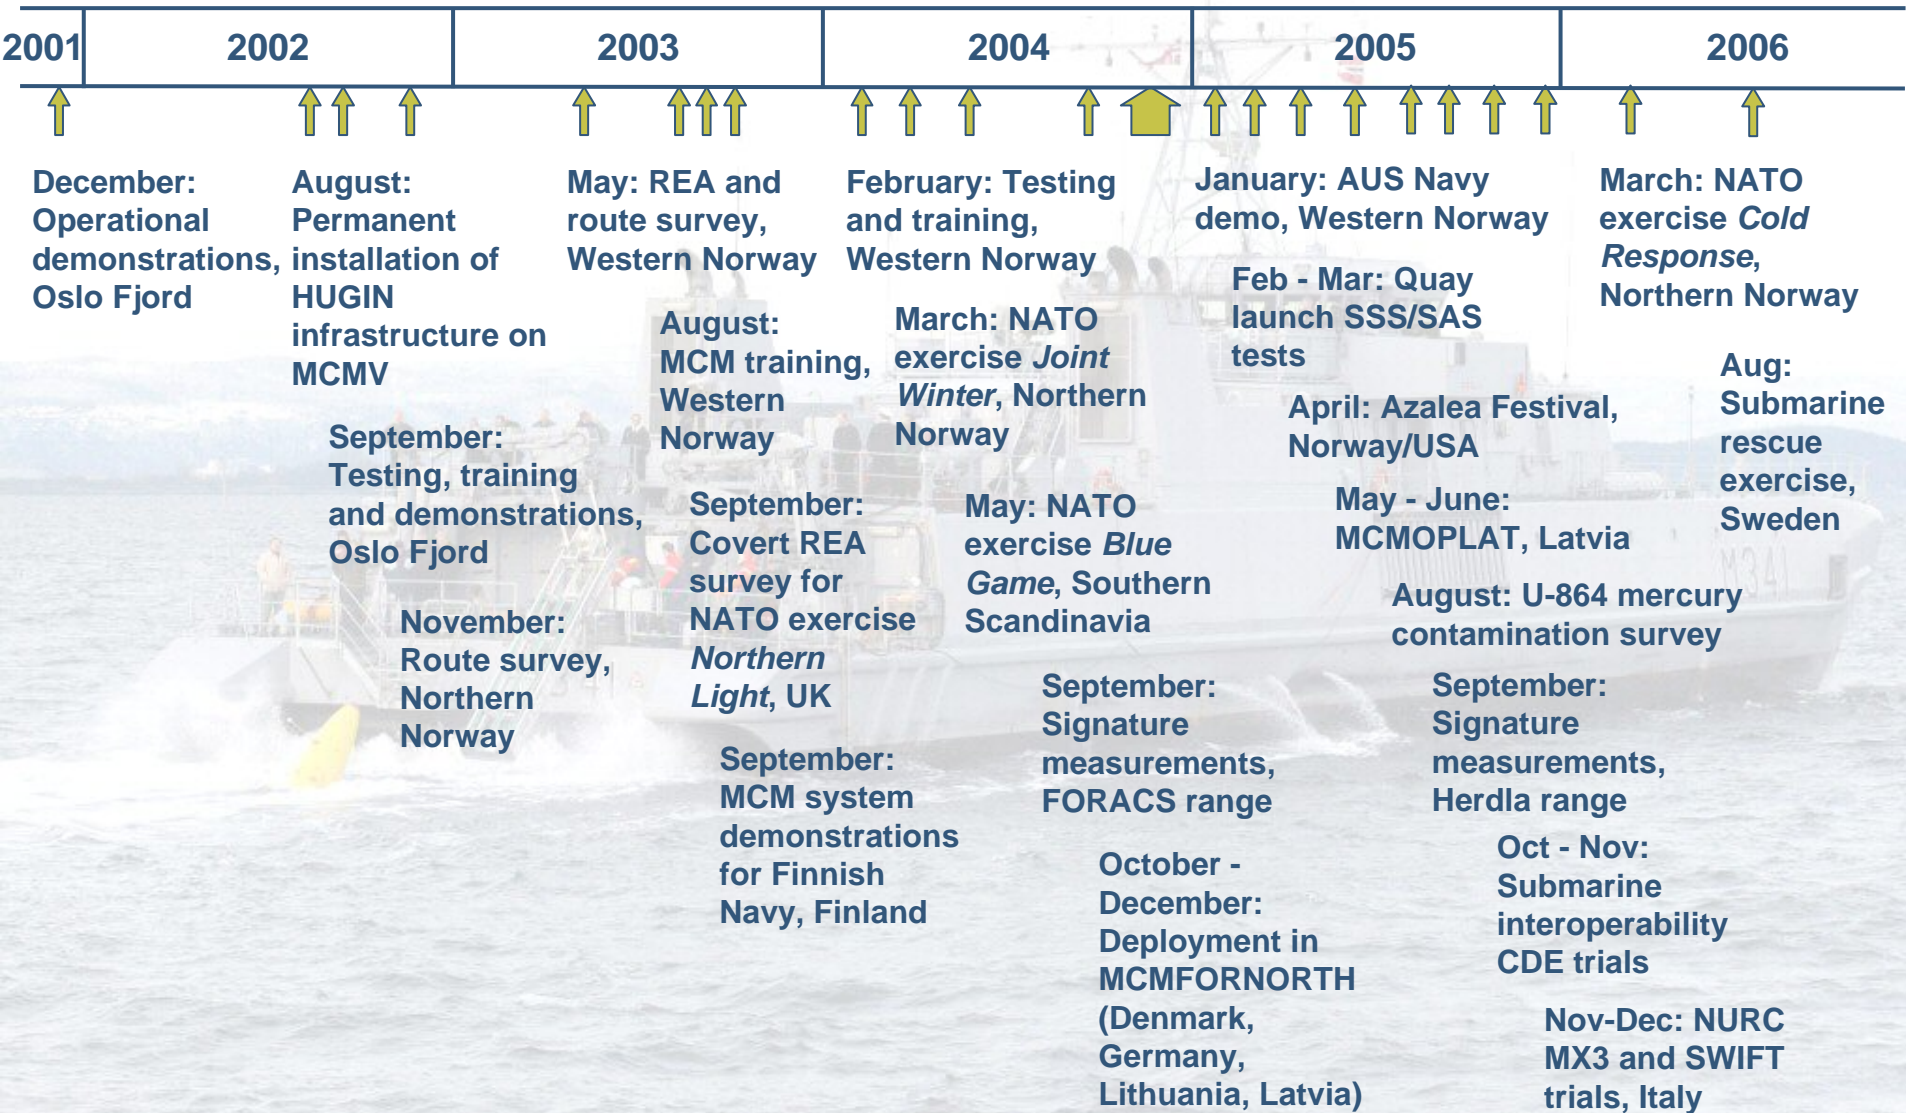 2001
2002
2003
2004
2005
2006
December:
Operational
demonstrations,
Oslo Fjord
August:
Permanent
installation of
HUGIN
infrastructure on
MCMV
September:
Testing, training
and demonstrations,
Oslo Fjord
November:
Route survey,
Northern
Norway
May: REA and
route survey,
Western Norway
August:
MCM training,
Western
Norway
September:
Covert REA
survey for
NATO exercise
Northern
Light, UK
September:
MCM system
demonstrations
for Finnish
Navy, Finland
February: Testing
and training,
Western Norway
March: NATO
exercise Joint
Winter, Northern
Norway
May: NATO
exercise Blue
Game, Southern
Scandinavia
September:
Signature
measurements,
FORACS range
October -
December:
Deployment in
MCMFORNORTH
(Denmark,
Germany,
Lithuania, Latvia)
January: AUS Navy
demo, Western Norway
Feb - Mar: Quay
launch SSS/SAS
tests
April: Azalea Festival,
Norway/USA
May - June:
MCMOPLAT, Latvia
August: U-864 mercury
contamination survey
September:
Signature
measurements,
Herdla range
Oct - Nov:
Submarine
interoperability
CDE trials
Nov-Dec: NURC
MX3 and SWIFT
trials, Italy
March: NATO
exercise Cold
Response,
Northern Norway
Aug:
Submarine
rescue
exercise,
Sweden
M341